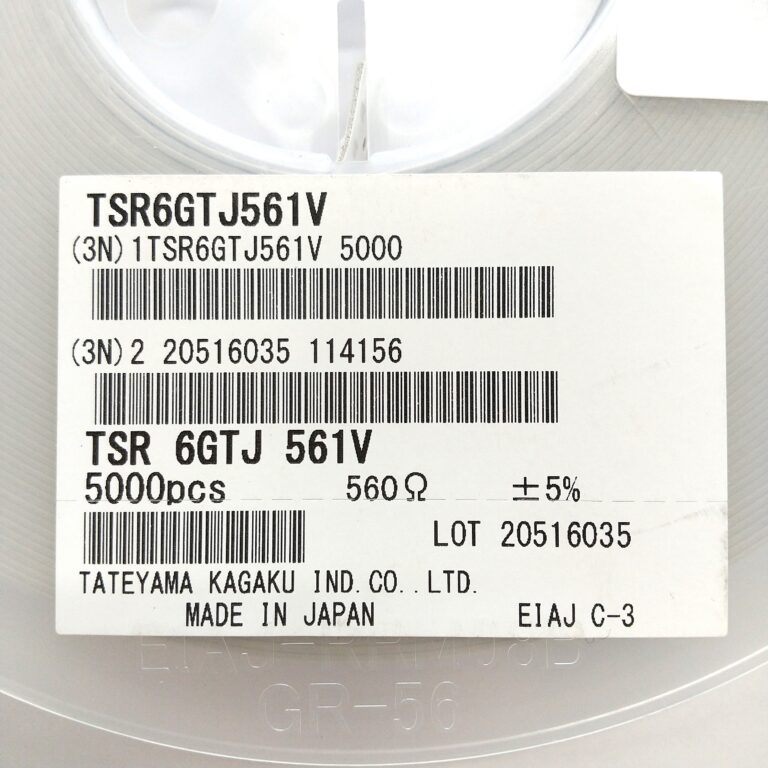 TSR6GTJ561V
(3N)1TSR6GTJ561V 5000
(3N)2 20516035 114156
TSR 6GTJ 561V
5000pcs 560Ω ±5%
LOT 20516035
TATEYAMA KAGAKU IND.CO.,LTD.
MADE IN JAPAN EIAJ C-3
GR-56